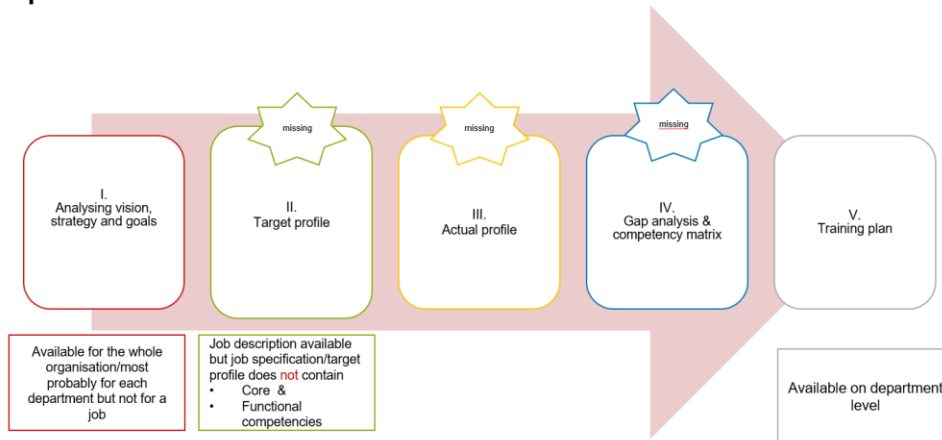 missing
missing
missing
I.
Analysing vision,
strategy and goals
II.
Target profile
III.
Actual profile
IV.
Gap analysis &
competency matrix
V.
Training plan
Available for the whole
organisation/most
probably for each
department but not for a
job
Job description available
but job specification/target
profile does not contain
• Core &
• Functional
competencies
Available on department
level